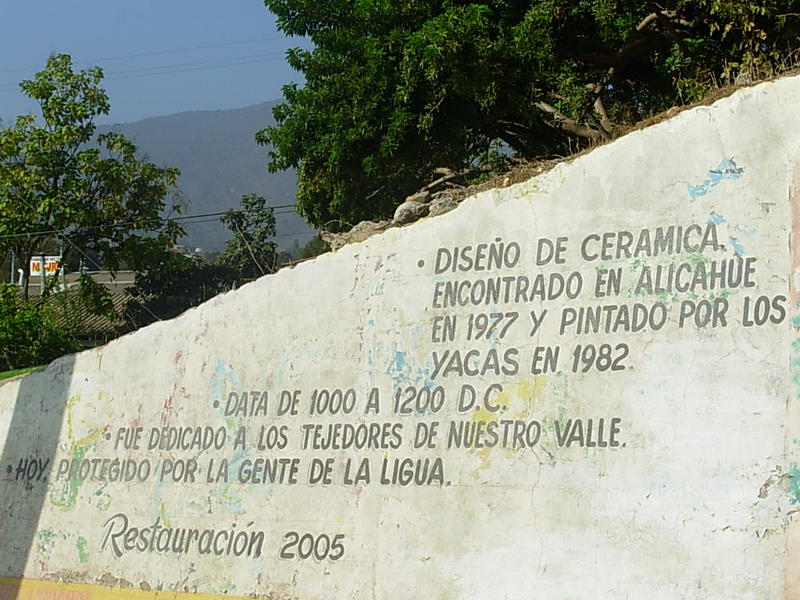 • DISEÑO DE CERAMICA.
ENCONTRADO EN ALICAHUE
EN 1977 Y PINTADO POR LOS
YACAS EN 1982.
• DATA DE 1000 A 1200 D.C.
• FUE DEDICADO A LOS TEJEDORES DE NUESTRO VALLE.
• HOY, PROTEGIDO POR LA GENTE DE LA LIGUA.
Restauración 2005